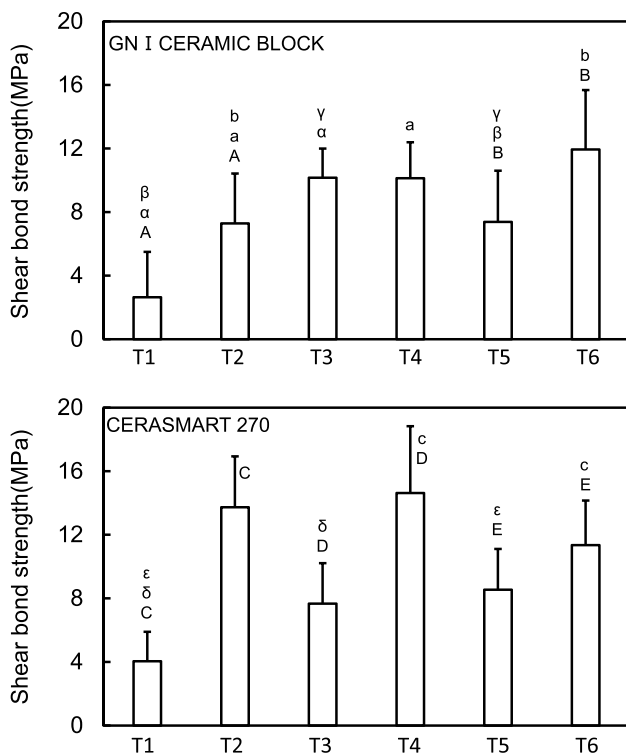 20
GN I CERAMIC BLOCK
Shear bond strength(MPa)
16
12
8
4
0
β
α
A
b
a
A
γ
α
a
γ
β
B
b
B
T1 T2 T3 T4 T5 T6
20
CERASMART 270
Shear bond strength(MPa)
16
12
8
4
0
ε
δ
C
C
δ
D
c
D
ε
E
c
E
T1 T2 T3 T4 T5 T6